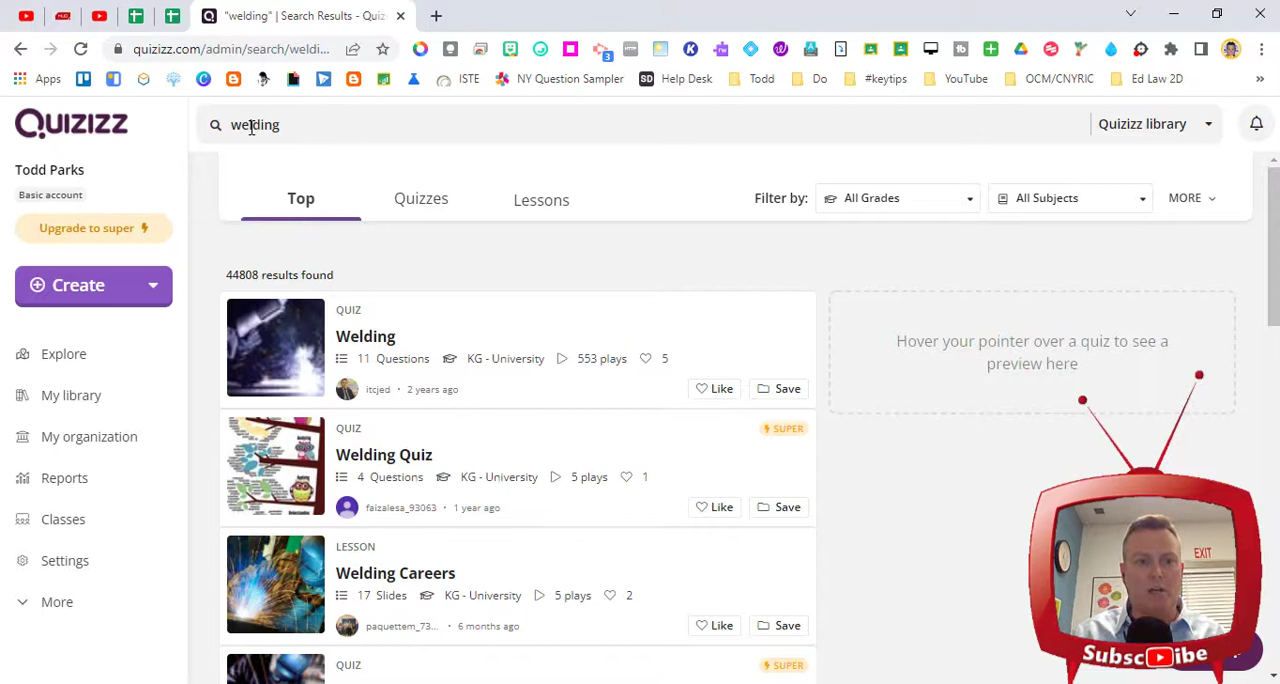 "welding" | Search Results - Quiz
quizizz.com/admin/search/weldi...
3
Apps
ISTE
NY Question Sampler
SD Help Desk
Todd
Do
#keytips
YouTube
OCM/CNYRIC
Ed Law 2D
»
Quizizz
welding
Quizizz library
Todd Parks
Basic account
Upgrade to super
Create
Explore
My library
My organization
Reports
Classes
Settings
More
Top
Quizzes
Lessons
Filter by:
All Grades
All Subjects
MORE
44808 results found
QUIZ
Welding
11 Questions
KG - University
553 plays
5
itcjed • 2 years ago
Like
Save
QUIZ
SUPER
Welding Quiz
4 Questions
KG - University
5 plays
1
faizalesa_93063 • 1 year ago
Like
Save
LESSON
Welding Careers
17 Slides
KG - University
5 plays
2
paquettem_73... • 6 months ago
Like
Save
QUIZ
SUPER
Hover your pointer over a quiz to see a
preview here
EXIT
Subscribe